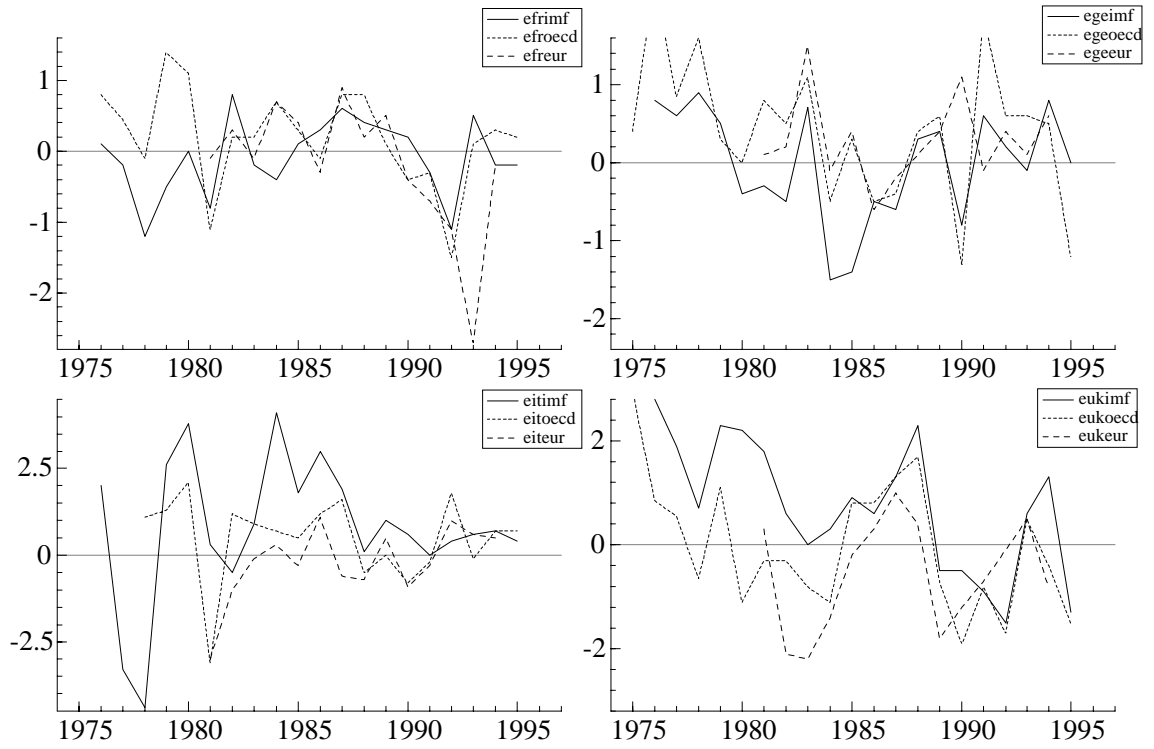 efrimf
efroecd
efreur
1
0
-1
-2
1975 1980 1985 1990 1995
egeimf
egeoecd
egeeur
1
0
-1
-2
1975 1980 1985 1990 1995
eitimf
eitoecd
eiteur
2.5
0
-2.5
1975 1980 1985 1990 1995
eukimf
eukoecd
eukeur
2
0
-2
1975 1980 1985 1990 1995